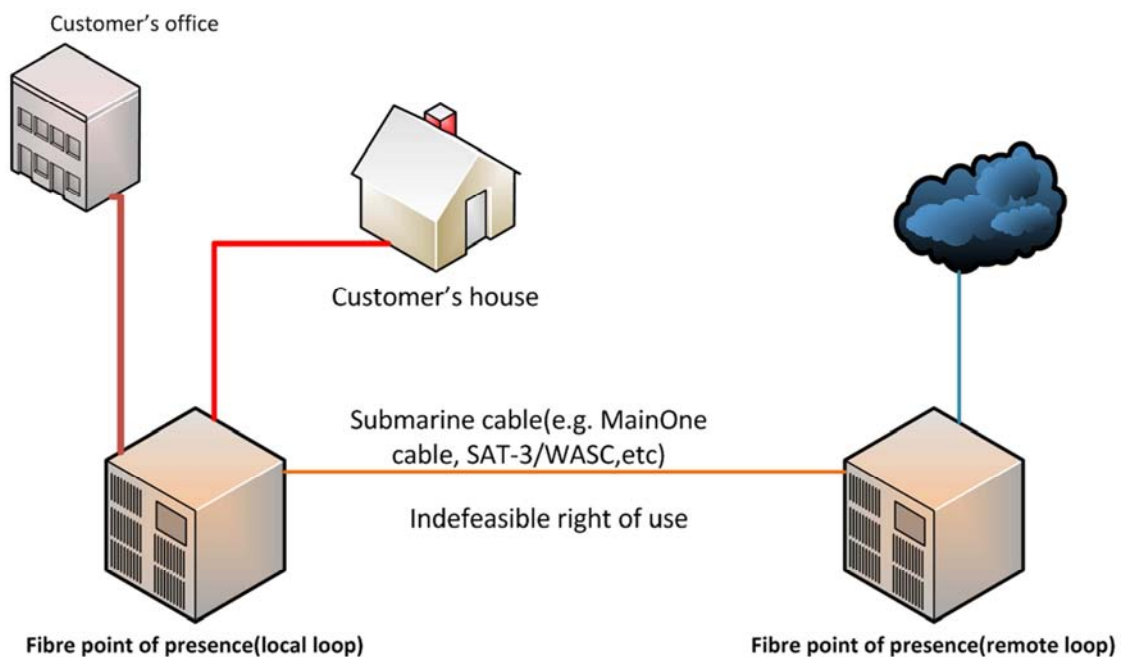 Customer's office
Customer's house
Submarine cable(e.g. MainOne
cable, SAT-3/WASC,etc)
Indefeasible right of use
Fibre point of presence(local loop)
Fibre point of presence(remote loop)